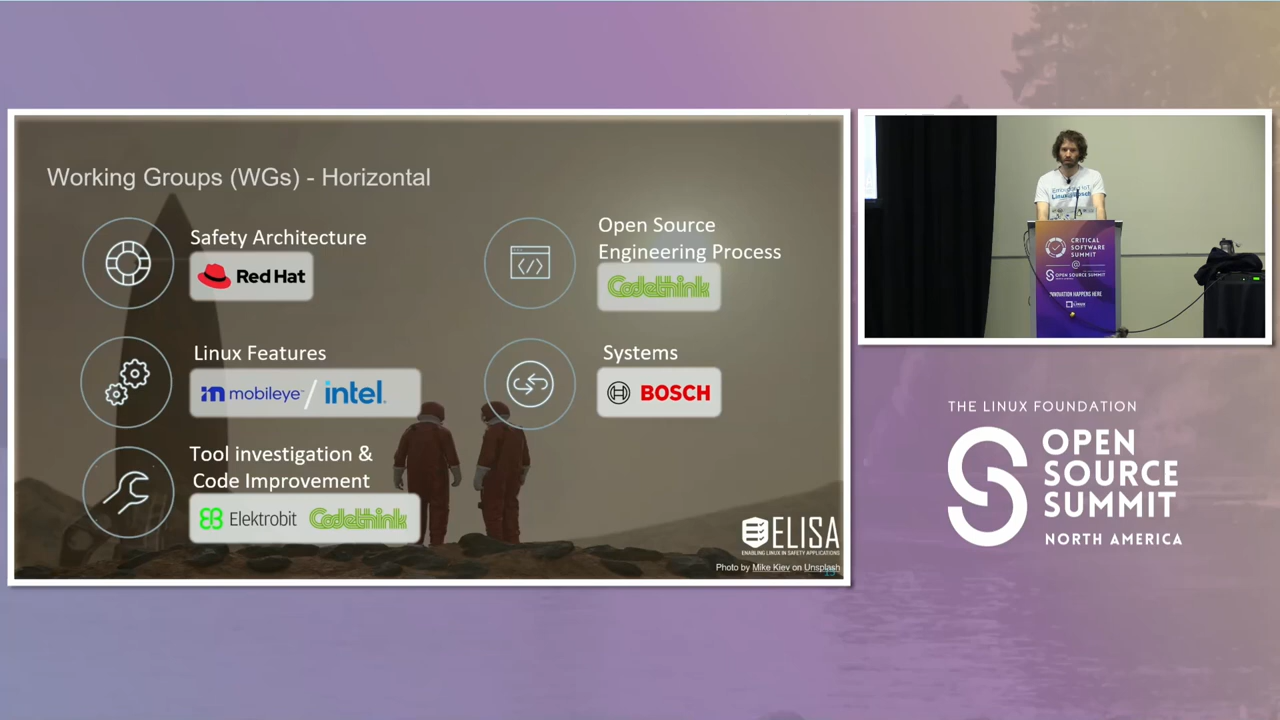 Working Groups (WGs) - Horizontal
Safety Architecture
Red Hat
Linux Features
mobileye / intel.
Tool investigation &
Code Improvement
Elektrobit Codethink
Open Source
Engineering Process
Codethink
Systems
BOSCH
ELISA
ENABLING LINUX IN SAFETY APPLICATIONS
Photo by Mike Kiev on Unsplash
CRITICAL
SOFTWARE
SUMMIT
@
OPEN SOURCE SUMMIT
INNOVATION HAPPENS HERE
THE LINUX FOUNDATION
OPEN
SOURCE
SUMMIT
NORTH AMERICA